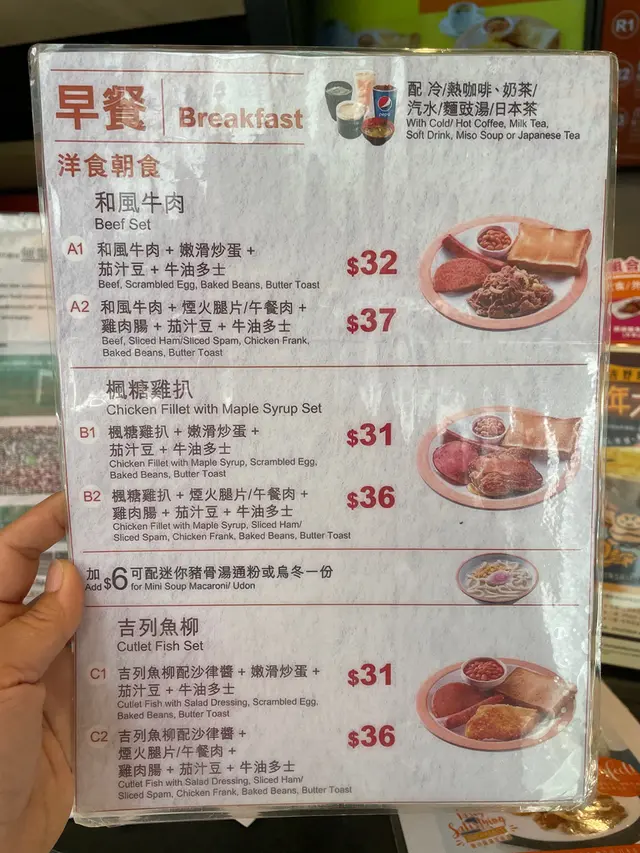 早餐
Breakfast
配 冷/熱咖啡、奶茶/
汽水/麵豉湯/日本茶
With Cold/ Hot Coffee, Milk Tea,
Soft Drink, Miso Soup or Japanese Tea
洋食朝食
和風牛肉
Beef Set
A1 和風牛肉 + 嫩滑炒蛋 +
茄汁豆 + 牛油多士
Beef, Scrambled Egg, Baked Beans, Butter Toast
$32
A2 和風牛肉 + 煙火腿片/午餐肉 +
雞肉腸 + 茄汁豆 + 牛油多士
Beef, Sliced Ham/Sliced Spam, Chicken Frank,
Baked Beans, Butter Toast
$37
楓糖雞扒
Chicken Fillet with Maple Syrup Set
B1 楓糖雞扒 + 嫩滑炒蛋 +
茄汁豆 + 牛油多士
Chicken Fillet with Maple Syrup, Scrambled Egg,
Baked Beans, Butter Toast
$31
B2 楓糖雞扒 + 煙火腿片/午餐肉 +
雞肉腸 + 茄汁豆 + 牛油多士
Chicken Fillet with Maple Syrup, Sliced Ham/
Sliced Spam, Chicken Frank, Baked Beans, Butter Toast
$36
加 $6 可配迷你豬骨湯通粉或烏冬一份
Add for Mini Soup Macaroni/ Udon
吉列魚柳
Cutlet Fish Set
C1 吉列魚柳配沙律醬 + 嫩滑炒蛋 +
茄汁豆 + 牛油多士
Cutlet Fish with Salad Dressing, Scrambled Egg,
Baked Beans, Butter Toast
$31
C2 吉列魚柳配沙律醬 +
煙火腿片/午餐肉 +
雞肉腸 + 茄汁豆 + 牛油多士
Cutlet Fish with Salad Dressing, Sliced Ham/
Sliced Spam, Chicken Frank, Baked Beans, Butter Toast
$36
R1